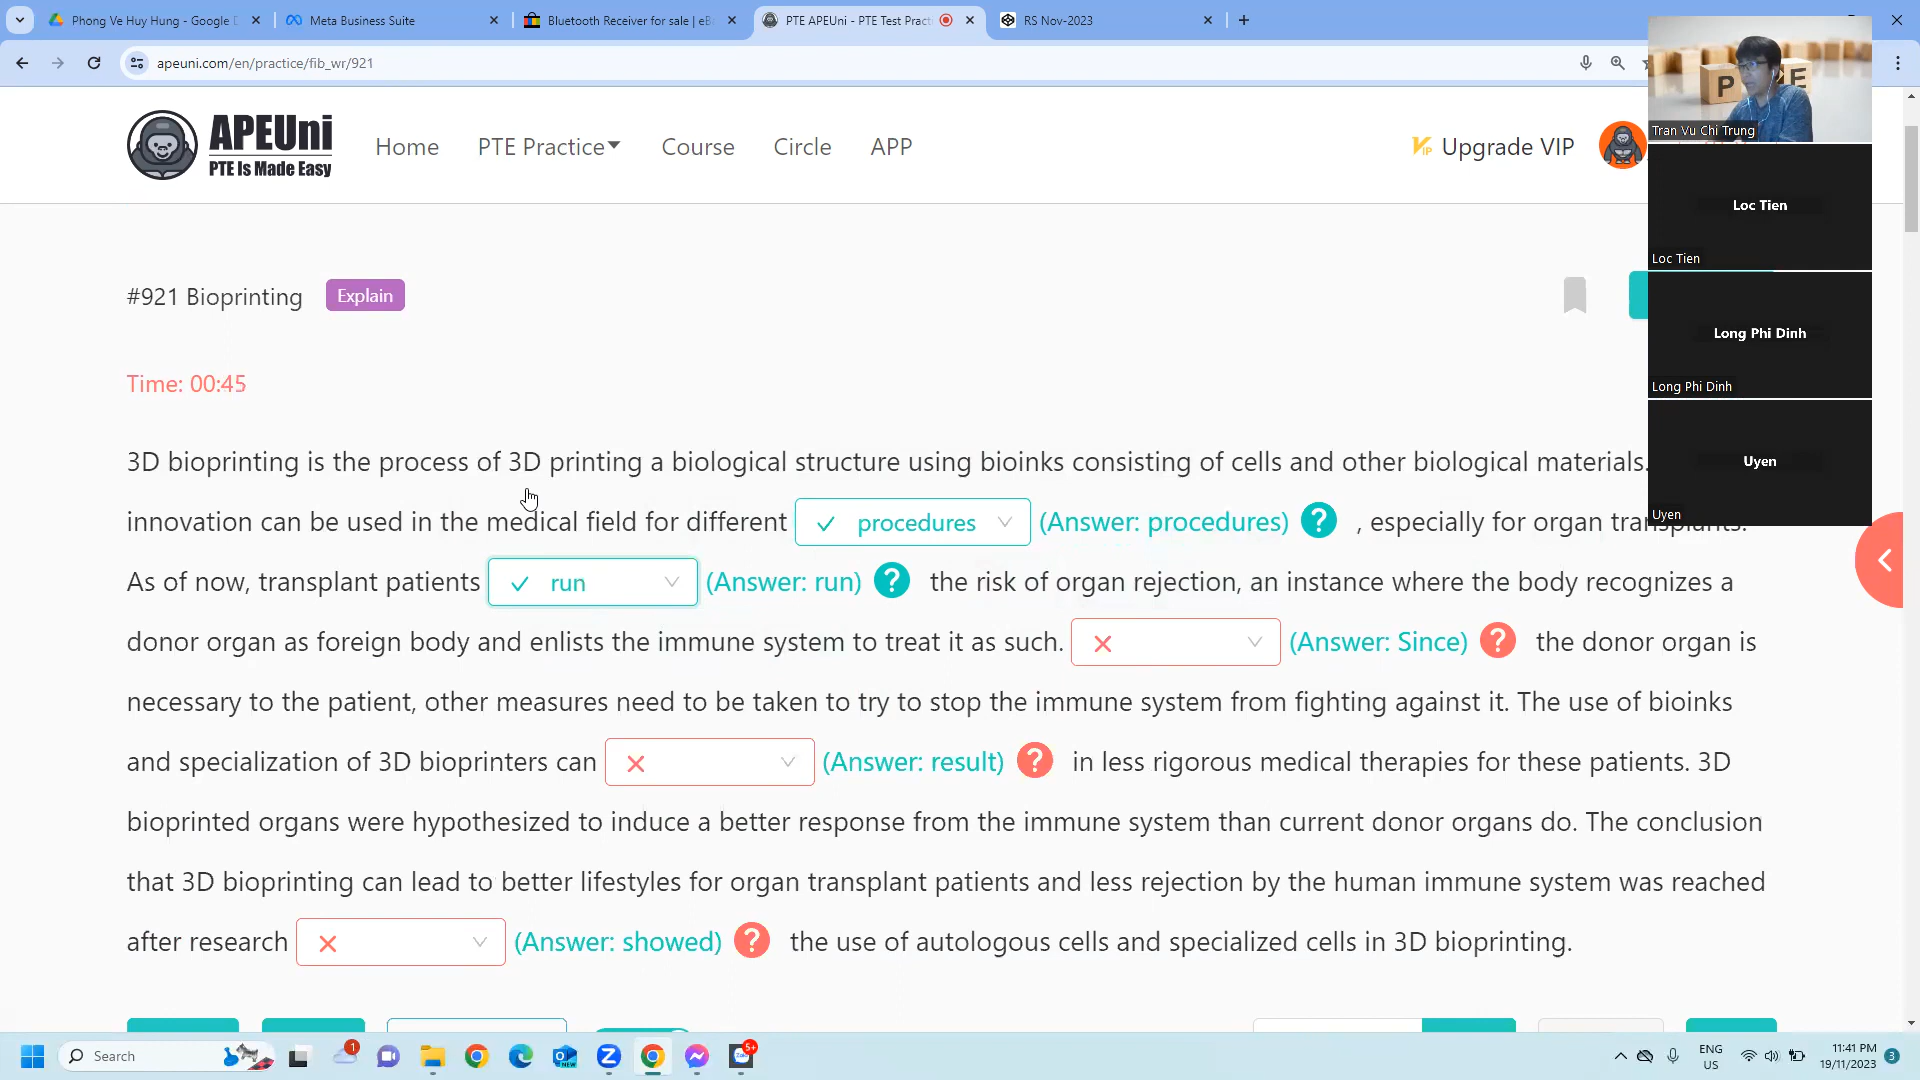 Phong Ve Huy Hung - Google D
Meta Business Suite
Bluetooth Receiver for sale | eB
PTE APEUni - PTE Test Practi
RS Nov-2023
apeuni.com/en/practice/fib_wr/921
APEUni
PTE Is Made Easy
Home
PTE Practice
Course
Circle
APP
Upgrade VIP
Tran Vu Chi Trung
Loc Tien
Loc Tien
Long Phi Dinh
Long Phi Dinh
Uyen
Uyen
#921 Bioprinting
Explain
Time: 00:45
3D bioprinting is the process of 3D printing a biological structure using bioinks consisting of cells and other biological materials.
innovation can be used in the medical field for different procedures (Answer: procedures) ? , especially for organ transplants.
As of now, transplant patients run (Answer: run) ? the risk of organ rejection, an instance where the body recognizes a
donor organ as foreign body and enlists the immune system to treat it as such. (Answer: Since) ? the donor organ is
necessary to the patient, other measures need to be taken to try to stop the immune system from fighting against it. The use of bioinks
and specialization of 3D bioprinters can (Answer: result) ? in less rigorous medical therapies for these patients. 3D
bioprinted organs were hypothesized to induce a better response from the immune system than current donor organs do. The conclusion
that 3D bioprinting can lead to better lifestyles for organ transplant patients and less rejection by the human immune system was reached
after research (Answer: showed) ? the use of autologous cells and specialized cells in 3D bioprinting.
Search
1
5+
ENG
US
11:41 PM
19/11/2023
3